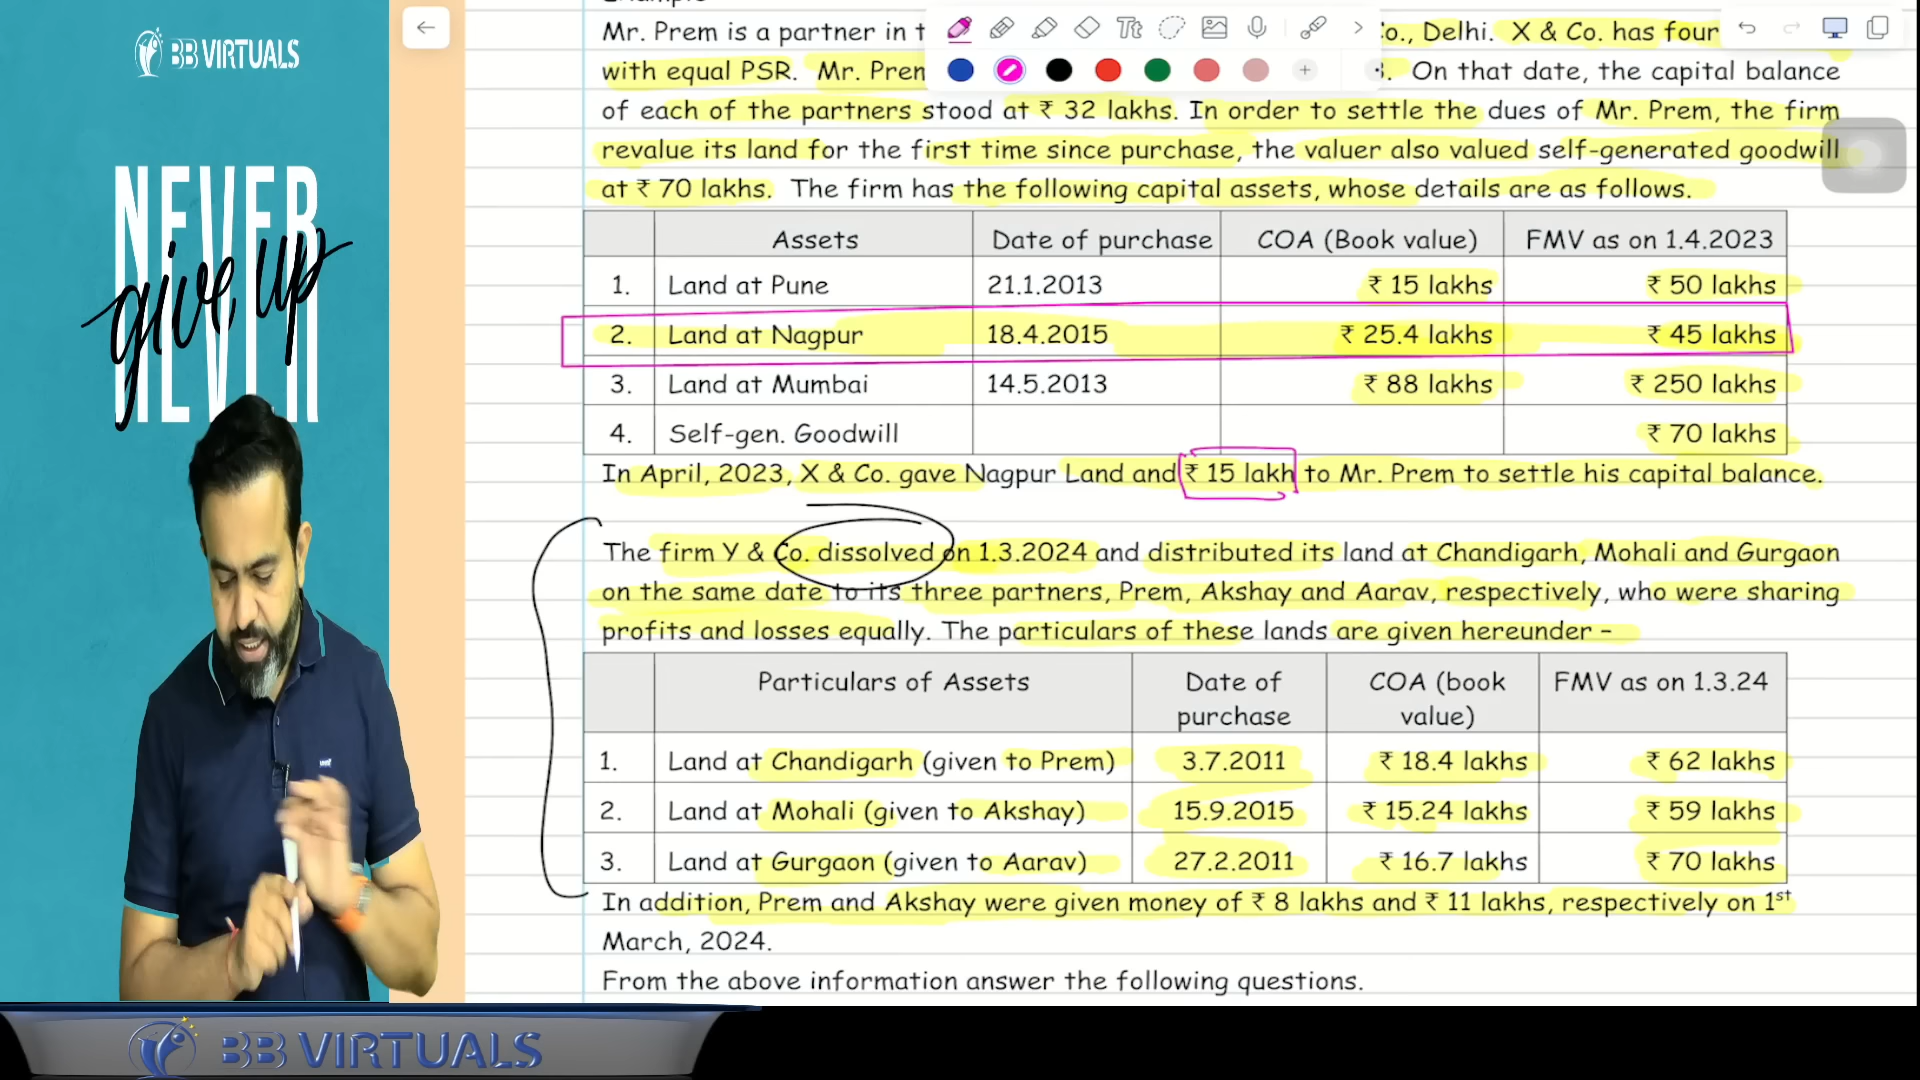 BB VIRTUALS
NEVER
give up
NEVER
Example
Mr. Prem is a partner in t
Co., Delhi. X & Co. has four
with equal PSR. Mr. Prem
On that date, the capital balance
of each of the partners stood at ₹ 32 lakhs. In order to settle the dues of Mr. Prem, the firm
revalue its land for the first time since purchase, the valuer also valued self-generated goodwill
at ₹ 70 lakhs. The firm has the following capital assets, whose details are as follows.
Assets Date of purchase COA (Book value) FMV as on 1.4.2023
1. Land at Pune 21.1.2013 ₹ 15 lakhs ₹ 50 lakhs
2. Land at Nagpur 18.4.2015 ₹ 25.4 lakhs ₹ 45 lakhs
3. Land at Mumbai 14.5.2013 ₹ 88 lakhs ₹ 250 lakhs
4. Self-gen. Goodwill ₹ 70 lakhs
In April, 2023, X & Co. gave Nagpur Land and ₹ 15 lakh to Mr. Prem to settle his capital balance.
The firm Y & Co. dissolved on 1.3.2024 and distributed its land at Chandigarh, Mohali and Gurgaon
on the same date to its three partners, Prem, Akshay and Aarav, respectively, who were sharing
profits and losses equally. The particulars of these lands are given hereunder –
Particulars of Assets Date of purchase COA (book value) FMV as on 1.3.24
1. Land at Chandigarh (given to Prem) 3.7.2011 ₹ 18.4 lakhs ₹ 62 lakhs
2. Land at Mohali (given to Akshay) 15.9.2015 ₹ 15.24 lakhs ₹ 59 lakhs
3. Land at Gurgaon (given to Aarav) 27.2.2011 ₹ 16.7 lakhs ₹ 70 lakhs
In addition, Prem and Akshay were given money of ₹ 8 lakhs and ₹ 11 lakhs, respectively on 1st
March, 2024.
From the above information answer the following questions.
BB VIRTUALS